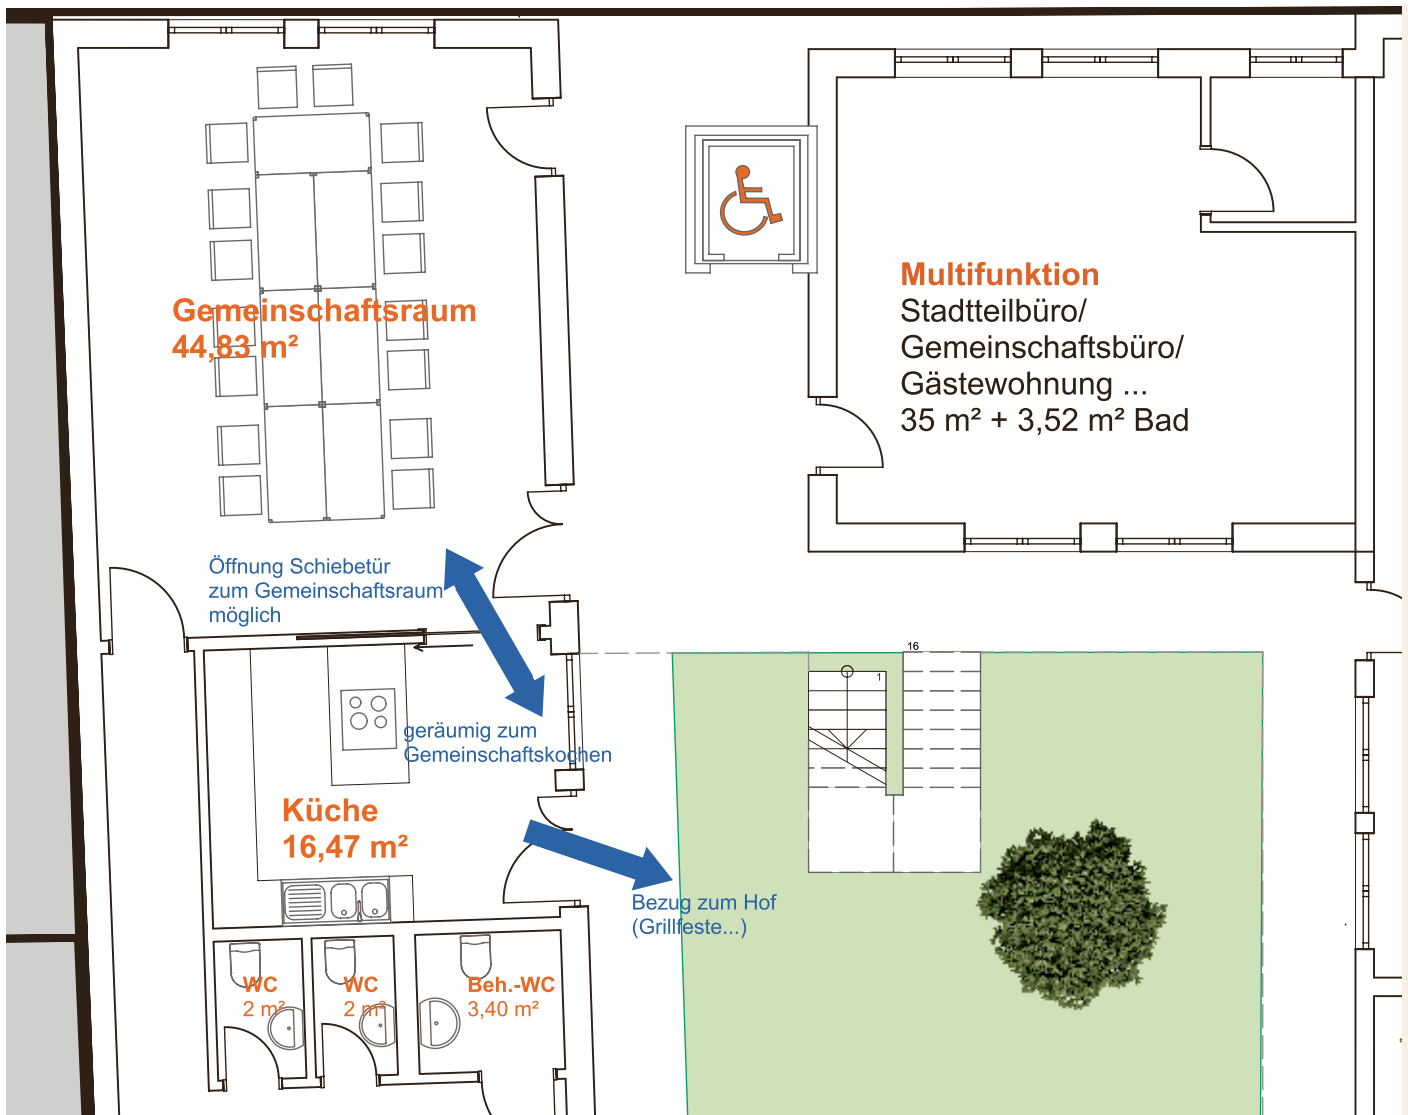 Gemeinschaftsraum
44,83 m²
Multifunktion
Stadtteilbüro/
Gemeinschaftsbüro/
Gästewohnung ...
35 m² + 3,52 m² Bad
Öffnung Schiebetür
zum Gemeinschaftsraum
möglich
16
1
geräumig zum
Gemeinschaftskochen
Küche
16,47 m²
Bezug zum Hof
(Grillfeste...)
WC
2 m²
WC
2 m²
Beh.-WC
3,40 m²